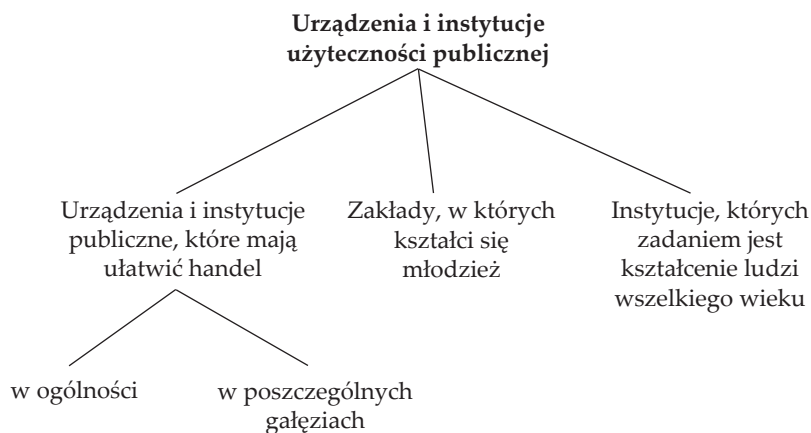 Urządzenia i instytucje
użyteczności publicznej
Urządzenia i instytucje
publiczne, które mają
ułatwić handel
Zakłady, w których
kształci się
młodzież
Instytucje, których
zadaniem jest
kształcenie ludzi
wszelkiego wieku
w ogólności
w poszczególnych
gałęziach